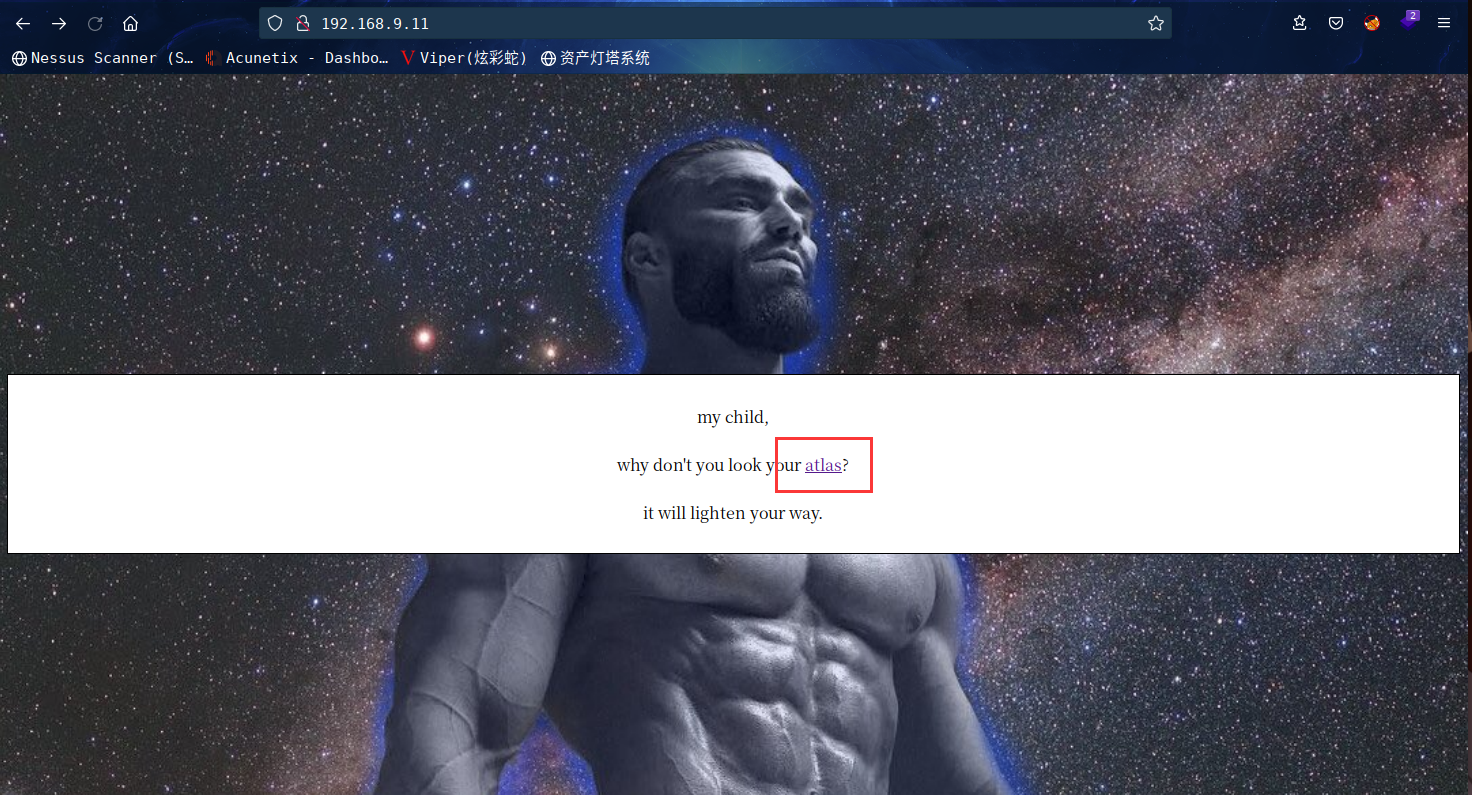 192.168.9.11
2
Nessus Scanner (S… Acunetix - Dashbo… Viper(炫彩蛇) 资产灯塔系统
my child,
why don't you look your atlas?
it will lighten your way.